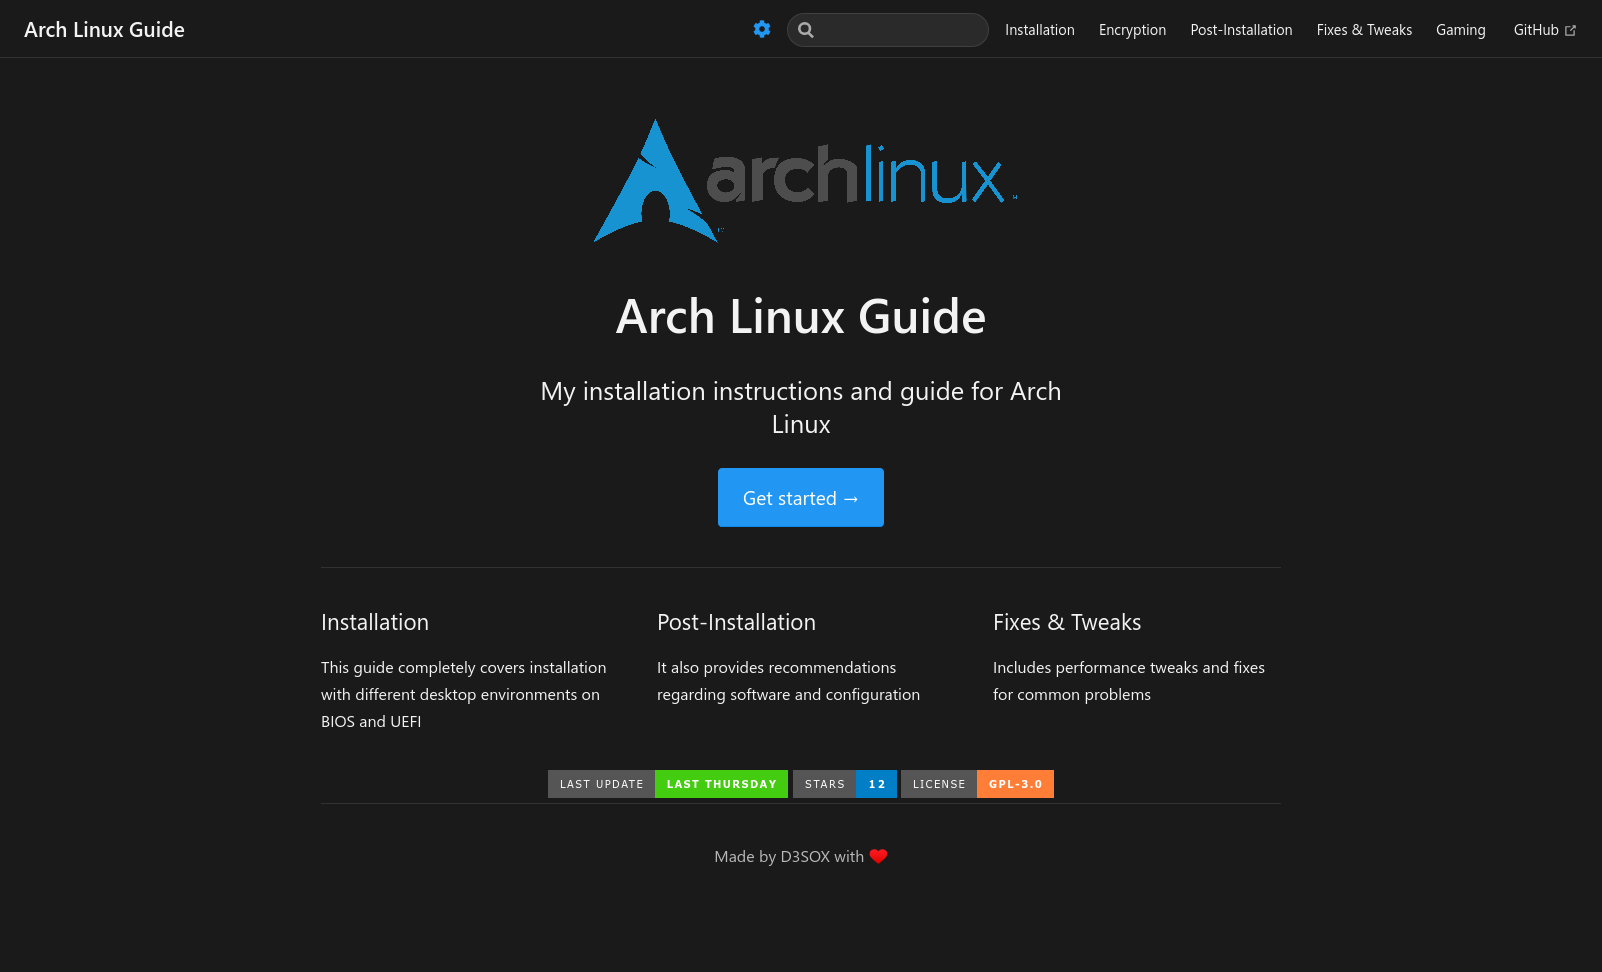 Arch Linux Guide
Installation Encryption Post-Installation Fixes & Tweaks Gaming GitHub
archlinux
Arch Linux Guide
My installation instructions and guide for Arch
Linux
Get started →
Installation
This guide completely covers installation
with different desktop environments on
BIOS and UEFI
Post-Installation
It also provides recommendations
regarding software and configuration
Fixes & Tweaks
Includes performance tweaks and fixes
for common problems
LAST UPDATE LAST THURSDAY STARS 12 LICENSE GPL-3.0
Made by D3SOX with ❤️